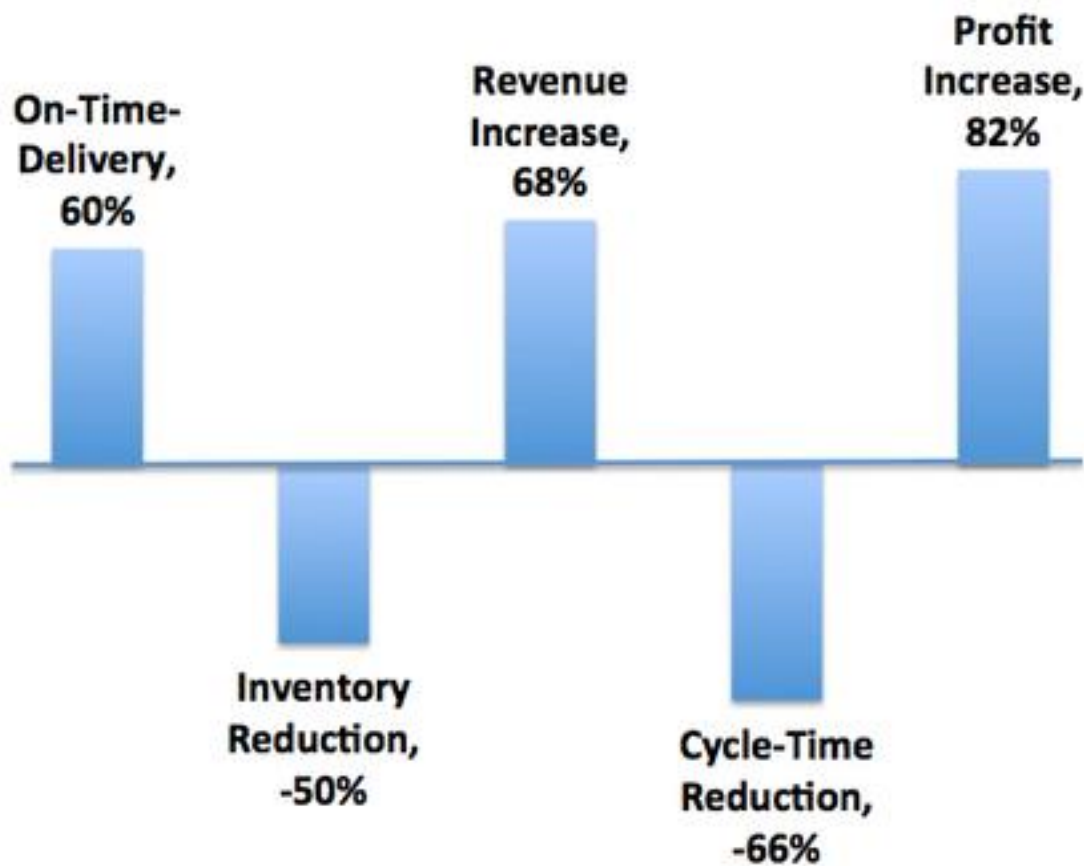 On-Time-
Delivery,
60%
Inventory
Reduction,
-50%
Revenue
Increase,
68%
Cycle-Time
Reduction,
-66%
Profit
Increase,
82%